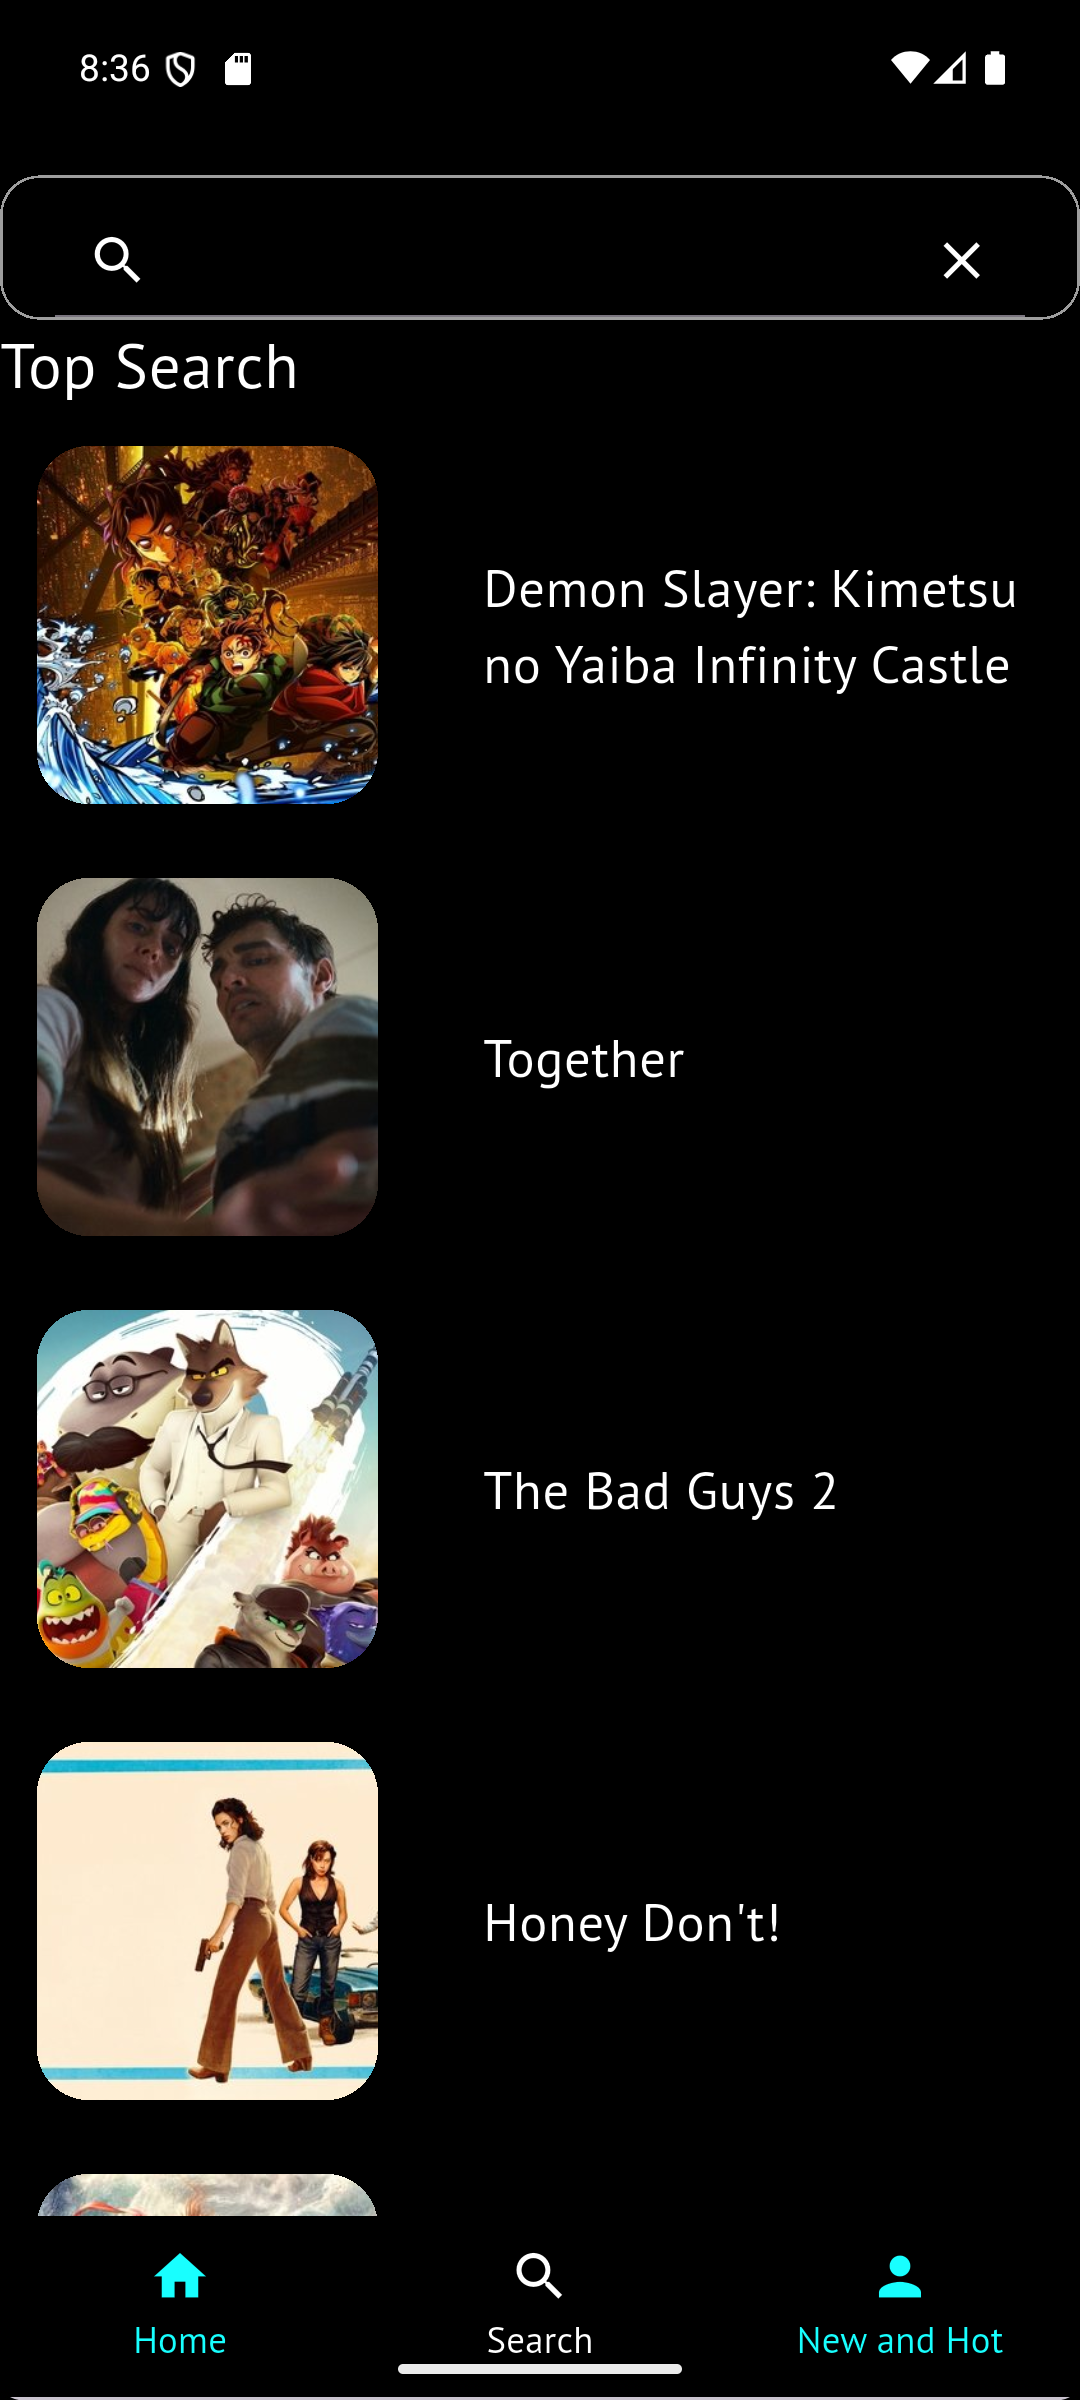 8:36
Top Search
Demon Slayer: Kimetsu
no Yaiba Infinity Castle
Together
The Bad Guys 2
Honey Don't!
Home
Search
New and Hot